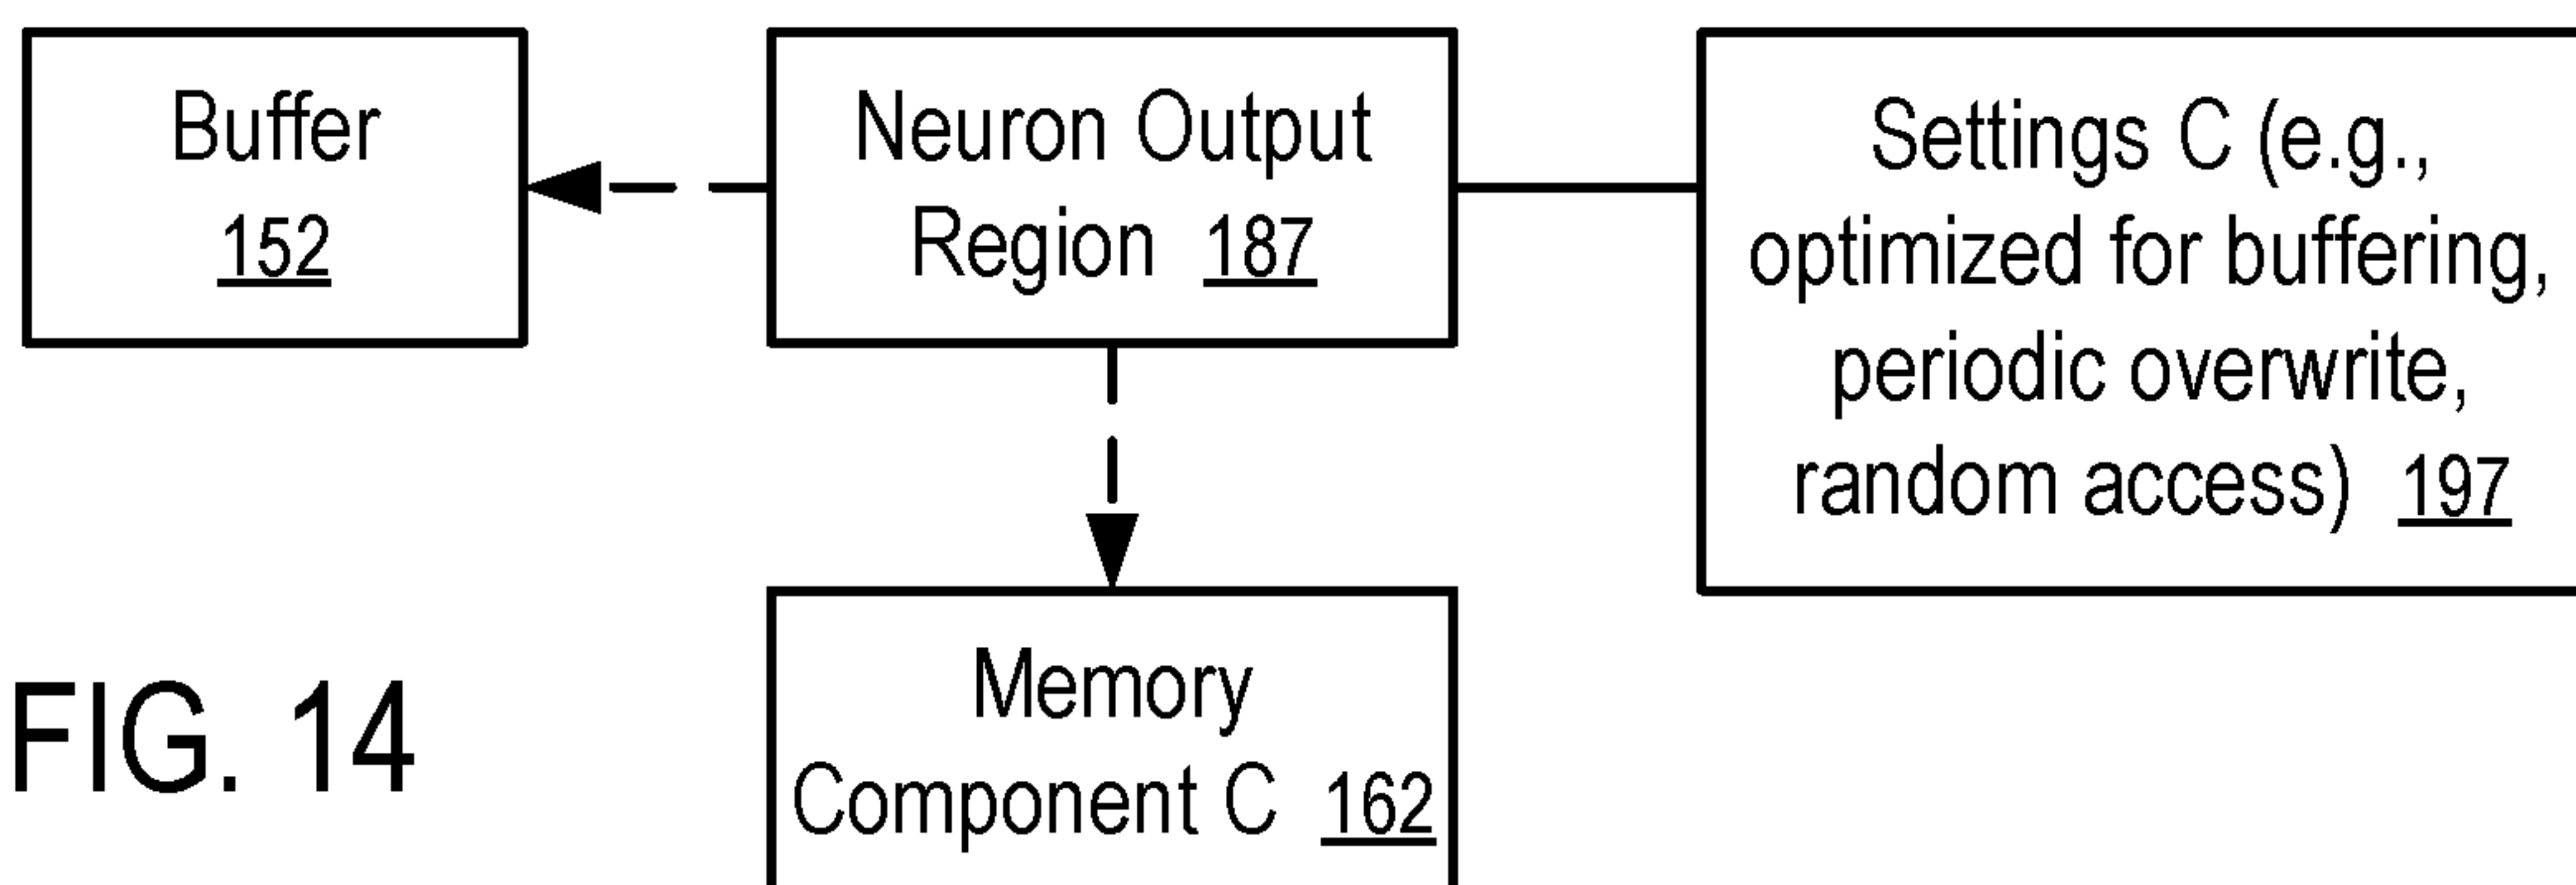 Buffer
152
Neuron Output
Region 187
Settings C (e.g.,
optimized for buffering,
periodic overwrite,
random access) 197
Memory
Component C 162
FIG. 14